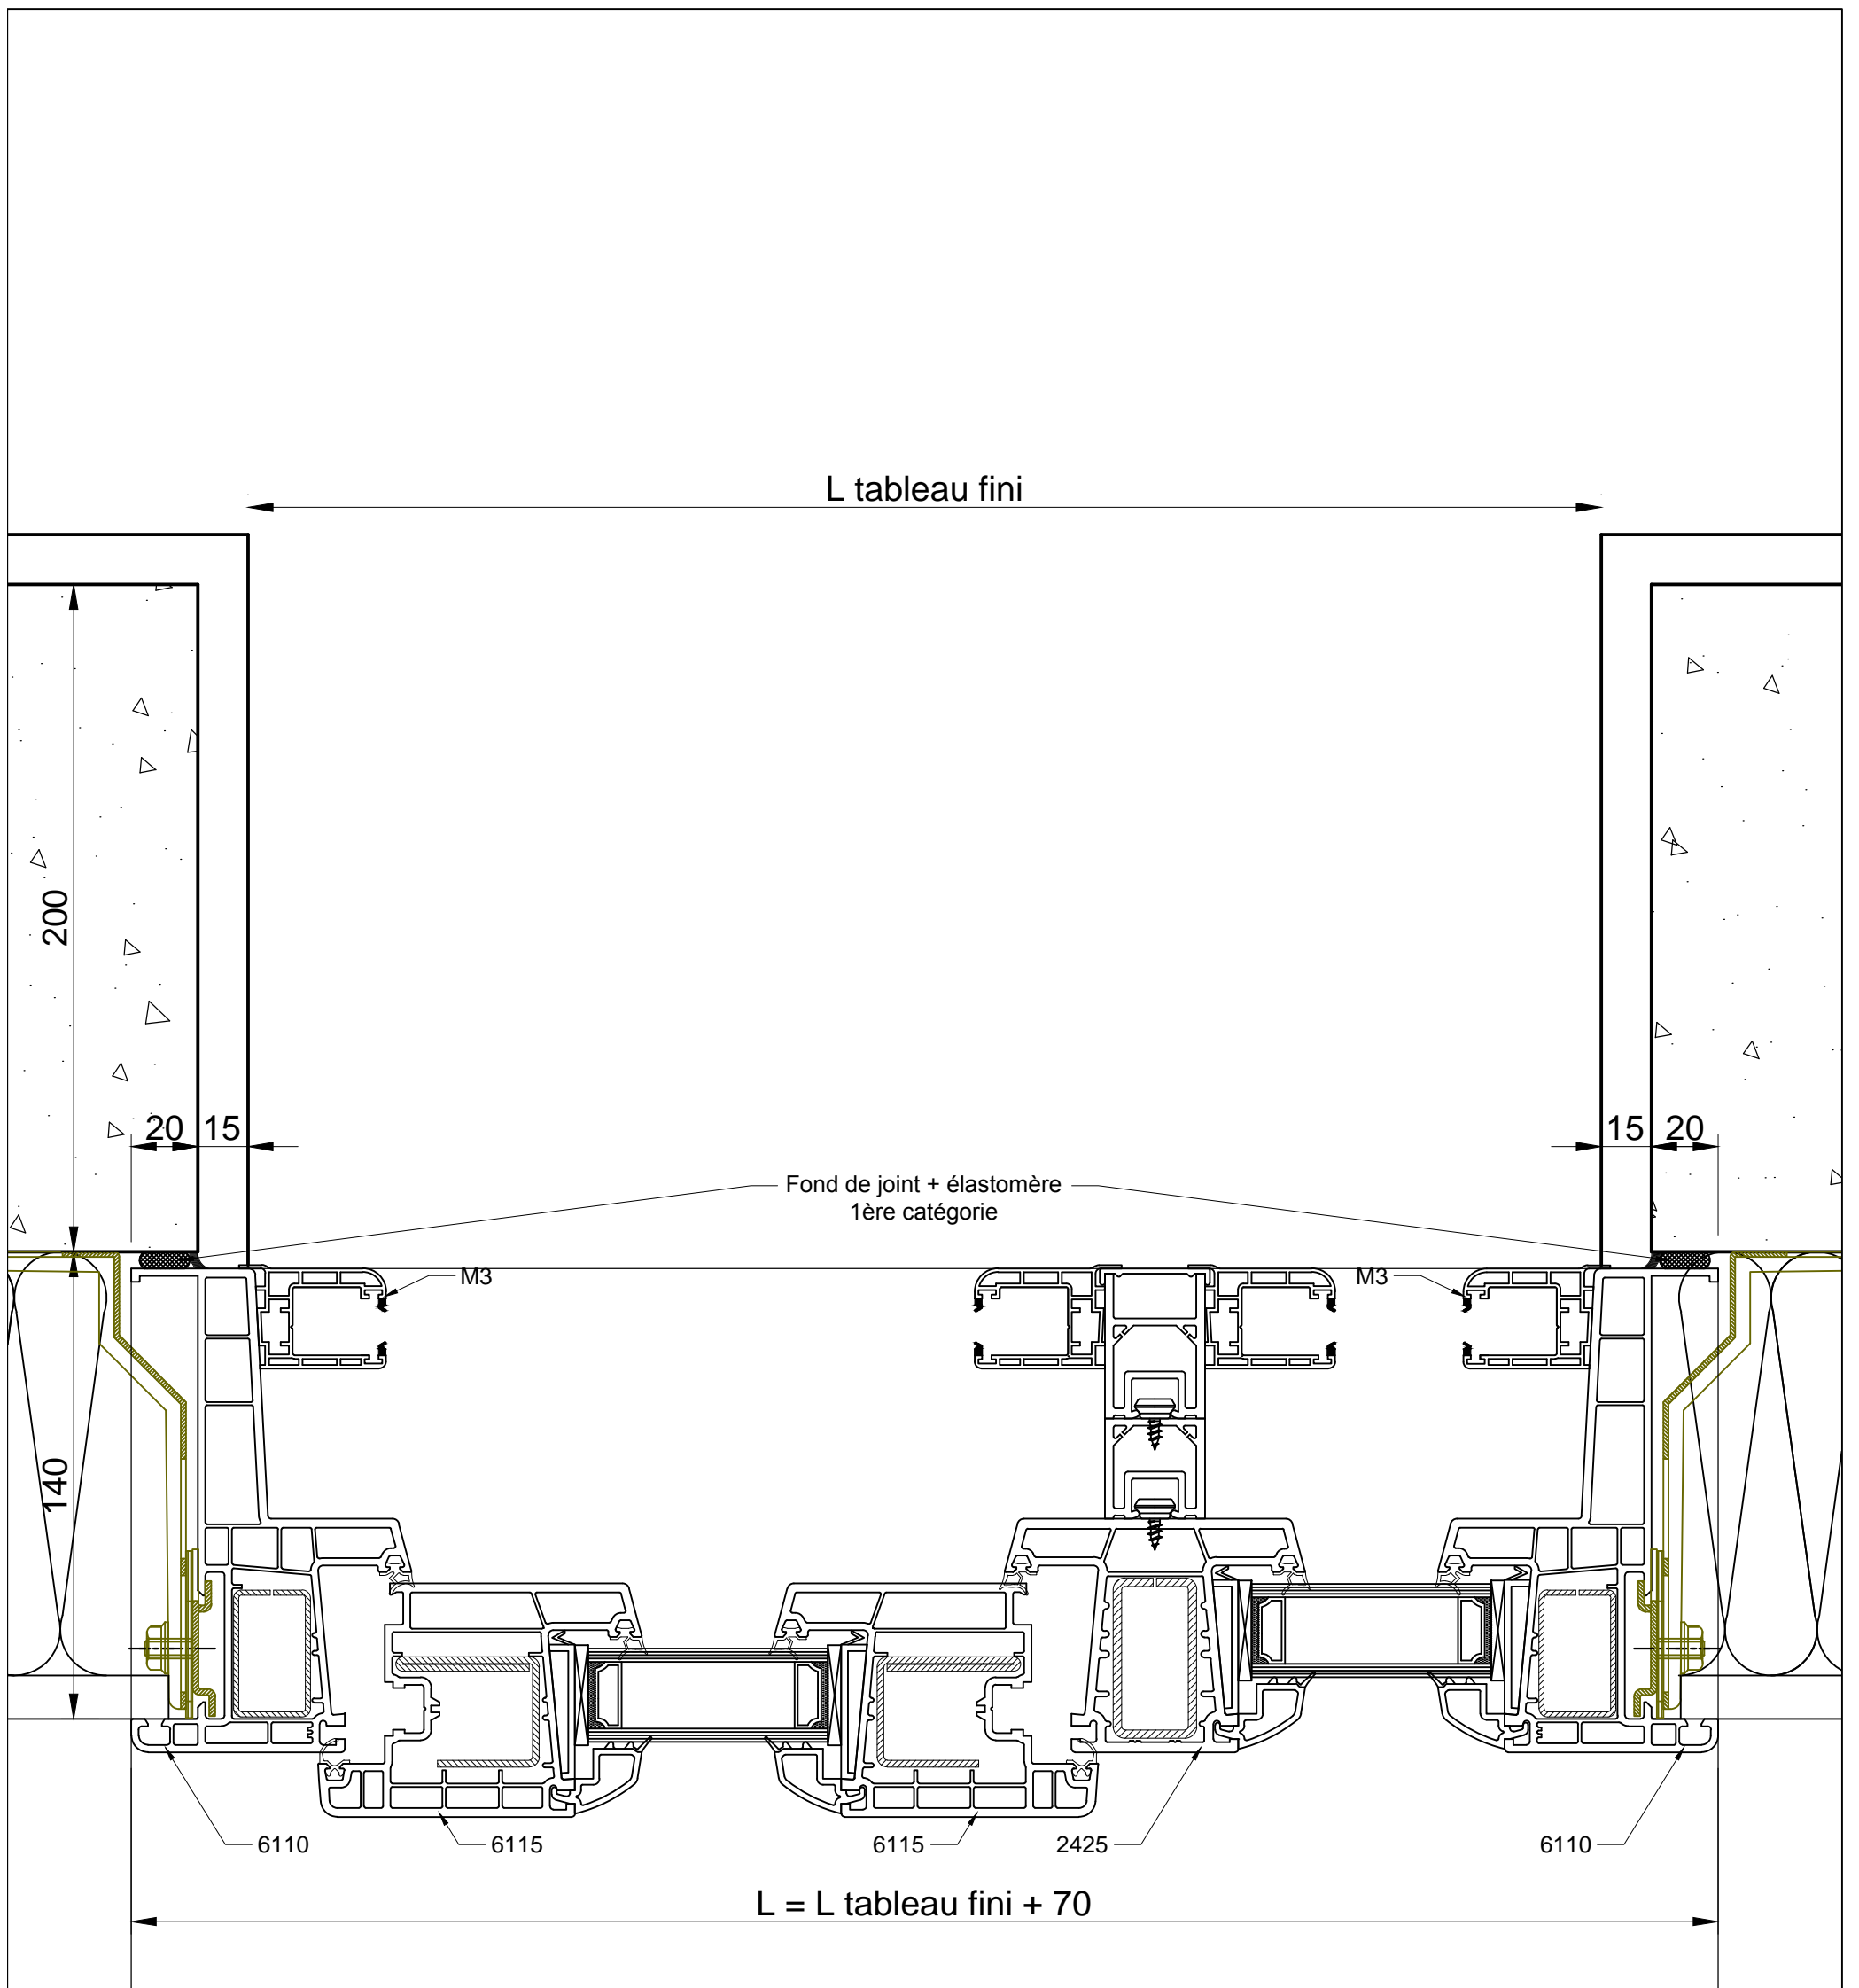 L tableau fini
200
20 15
15 20
Fond de joint + élastomère
1ère catégorie
M3
M3
140
6110
6115
6115
2425
6110
L = L tableau fini + 70